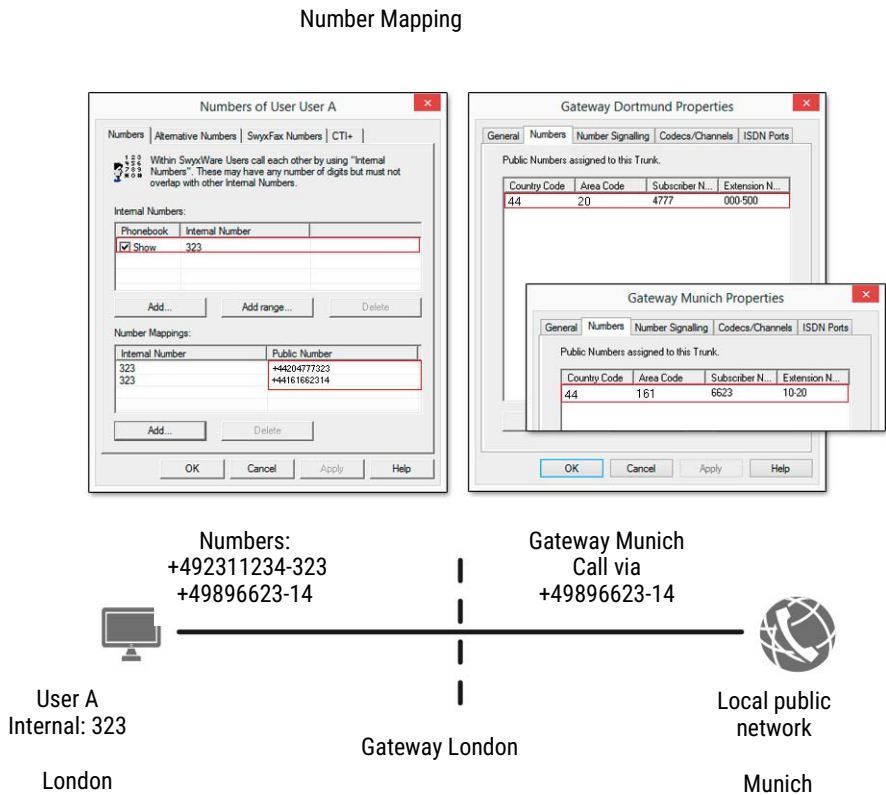 Number Mapping
Numbers of User User A
Numbers Alternative Numbers SwyxFax Numbers CTI+
Within SwyxWare Users call each other by using "Internal
Numbers". These may have any number of digits but must not
overlap with other Internal Numbers.
Internal Numbers:
Phonebook Internal Number
Show 323
Add... Add range... Delete
Number Mappings:
Internal Number Public Number
323 +44204777323
323 +44161662314
Add... Delete
OK Cancel Apply Help
Gateway Dortmund Properties
General Numbers Number Signalling Codecs/Channels ISDN Ports
Public Numbers assigned to this Trunk.
Country Code Area Code Subscriber N... Extension N...
44 20 4777 000-500
Gateway Munich Properties
General Numbers Number Signalling Codecs/Channels ISDN Ports
Public Numbers assigned to this Trunk.
Country Code Area Code Subscriber N... Extension N...
44 161 6623 10-20
OK Cancel Apply Help
Numbers:
+492311234-323
+49896623-14
Gateway Munich
Call via
+49896623-14
User A
Internal: 323
London
Gateway London
Local public
network
Munich